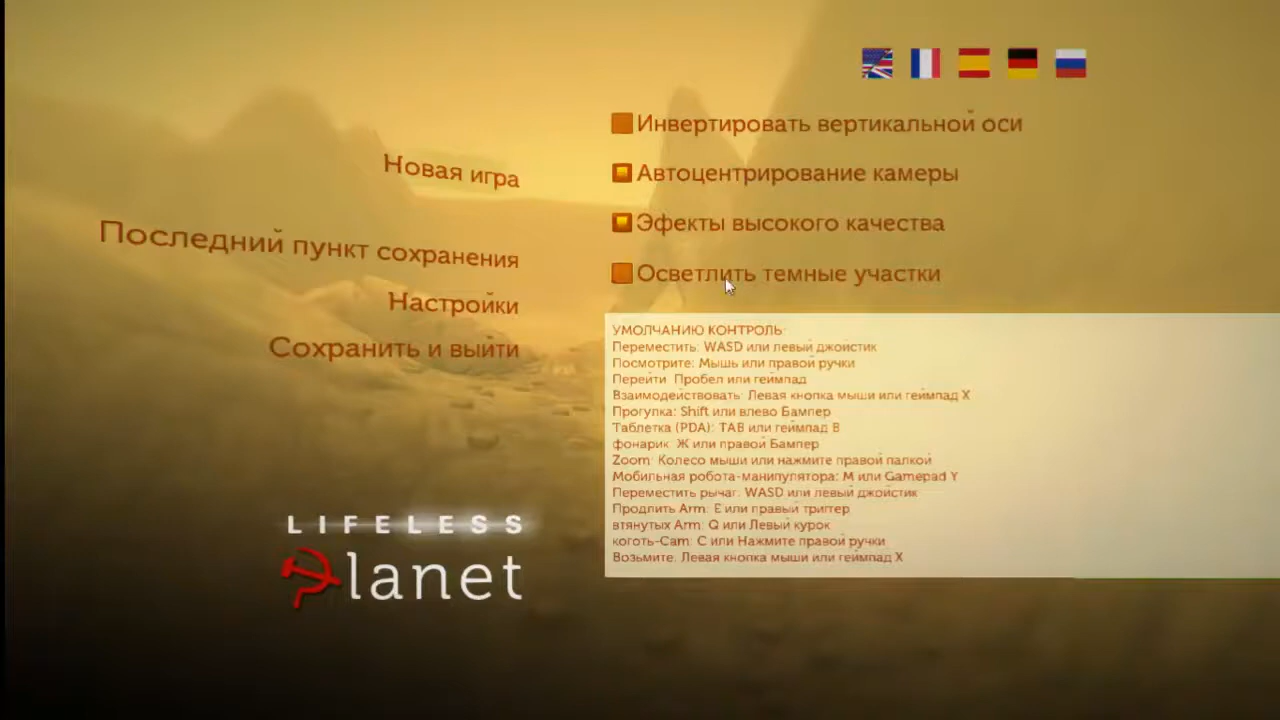 Новая игра
Последний пункт сохранения
Настройки
Сохранить и выйти
LIFELESS
Planet
Инвертировать вертикальной оси
Автоцентрирование камеры
Эфекты высокого качества
Осветлить темные участки
УМОЛЧАНИЮ КОНТРОЛЬ:
Переместить: WASD или левый джойстик
Посмотрите: Мышь или правой ручки
Перейти: Пробел или геймпад
Взаимодействовать: Левая кнопка мыши или геймпад X
Прогулка: Shift или влево Бампер
Таблетка (PDA): TAB или геймпад B
фонарик: Ж или правой Бампер
Zoom: Колесо мыши или нажмите правой палкой
Мобильная робота-манипулятора: M или Gamepad Y
Переместить рычаг: WASD или левый джойстик
Продлить Arm: E или правый триггер
втянутых Arm: Q или Левый курок
коготь-Cam: C или Нажмите правой ручки
Возьмите: Левая кнопка мыши или геймпад X